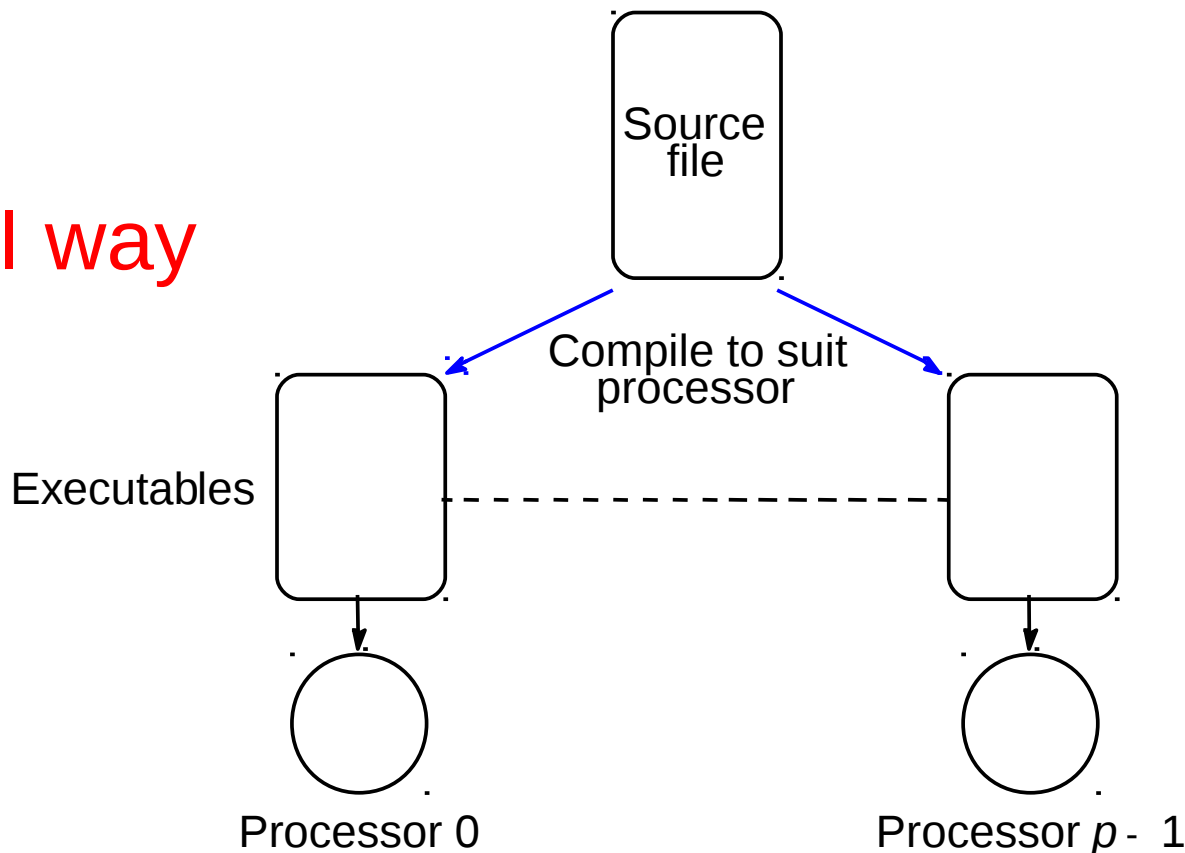 Source
file
I way
Compile to suit
processor
Executables
Processor 0
Processor p - 1